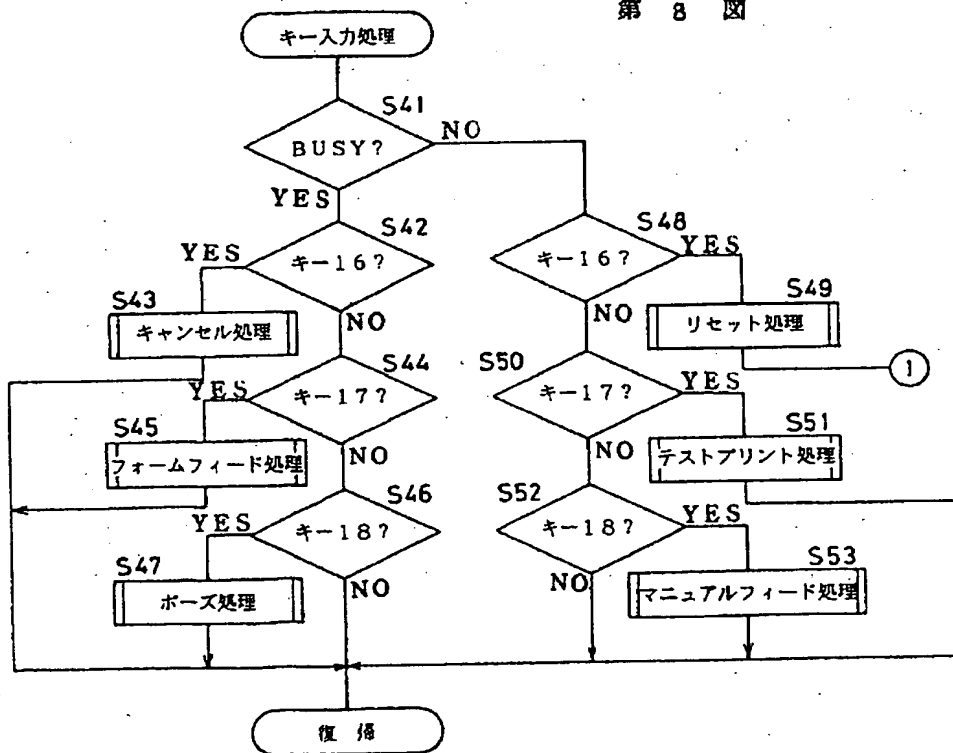 第 8 図
キー入力処理
S41
BUSY?
NO
YES
S42
YES
キー16?
NO
S43
キャンセル処理
S44
YES
キー17?
NO
S45
フォームフィード処理
S46
YES
キー18?
NO
S47
ポーズ処理
S48
キー16?
YES
NO
S49
リセット処理
1
S50
キー17?
YES
NO
S51
テストプリント処理
S52
キー18?
YES
NO
S53
マニュアルフィード処理
復帰